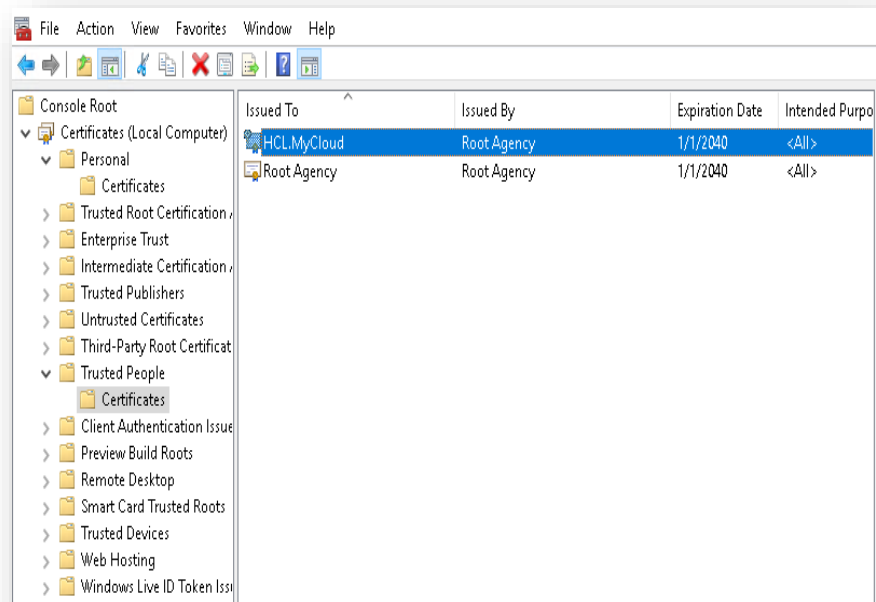 File Action View Favorites Window Help
Console Root
Certificates (Local Computer)
Personal
Certificates
Trusted Root Certification
Enterprise Trust
Intermediate Certification
Trusted Publishers
Untrusted Certificates
Third-Party Root Certificat
Trusted People
Certificates
Client Authentication Issue
Preview Build Roots
Remote Desktop
Smart Card Trusted Roots
Trusted Devices
Web Hosting
Windows Live ID Token Issu
Issued To Issued By Expiration Date Intended Purpo
HCL.MyCloud Root Agency 1/1/2040 <All>
Root Agency Root Agency 1/1/2040 <All>